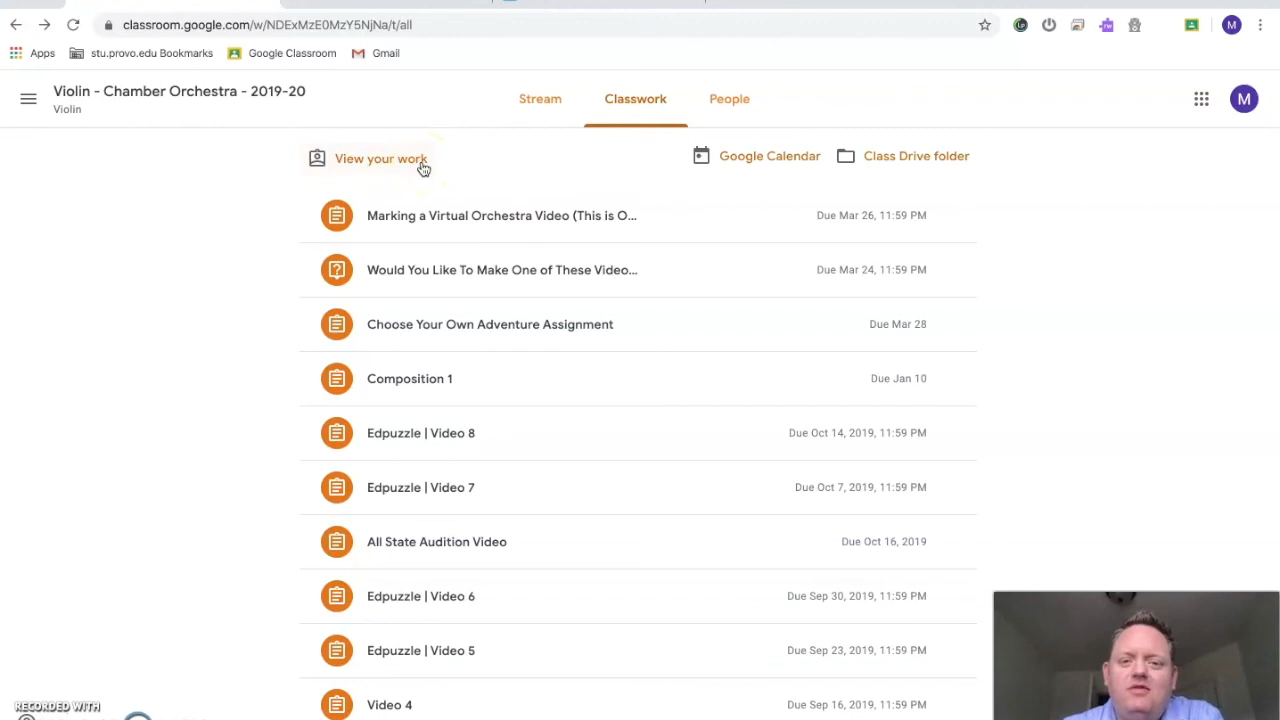 classroom.google.com/w/NDExMzE0MzY5NjNa/t/all
Apps
stu.provo.edu Bookmarks
Google Classroom
Gmail
M
Violin - Chamber Orchestra - 2019-20
Violin
Stream
Classwork
People
M
View your work
Google Calendar
Class Drive folder
Marking a Virtual Orchestra Video (This is O...
Due Mar 26, 11:59 PM
Would You Like To Make One of These Video...
Due Mar 24, 11:59 PM
Choose Your Own Adventure Assignment
Due Mar 28
Composition 1
Due Jan 10
Edpuzzle | Video 8
Due Oct 14, 2019, 11:59 PM
Edpuzzle | Video 7
Due Oct 7, 2019, 11:59 PM
All State Audition Video
Due Oct 16, 2019
Edpuzzle | Video 6
Due Sep 30, 2019, 11:59 PM
Edpuzzle | Video 5
Due Sep 23, 2019, 11:59 PM
Video 4
Due Sep 16, 2019, 11:59 PM
RECORDED WITH